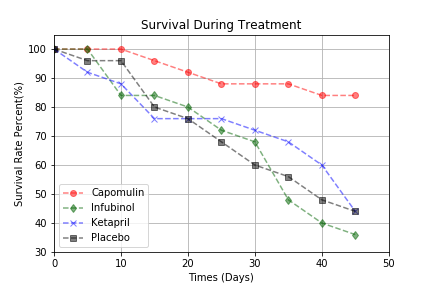 Survival During Treatment
Survival Rate Percent(%)
100
90
80
70
60
50
40
30
Capomulin
Infubinol
Ketapril
Placebo
0
10
20
30
40
50
Times (Days)